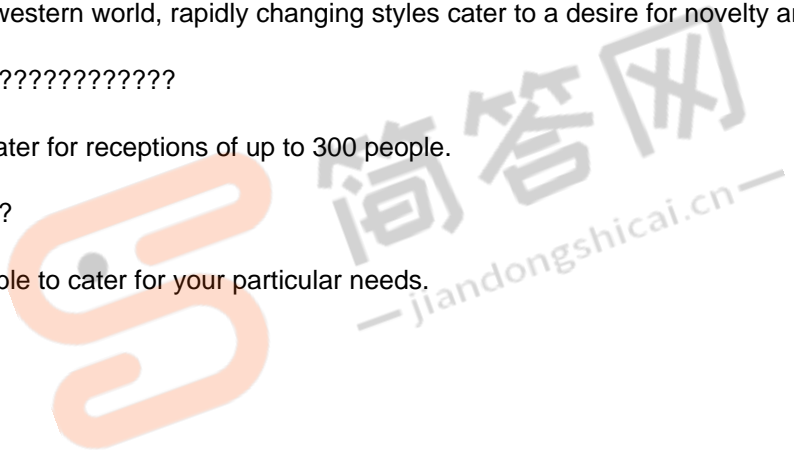 western world, rapidly changing styles cater to a desire for novelty
?????????????
ater for receptions of up to 300 people.
?
ple to cater for your particular needs.
简答网
jiandongshicai.cn